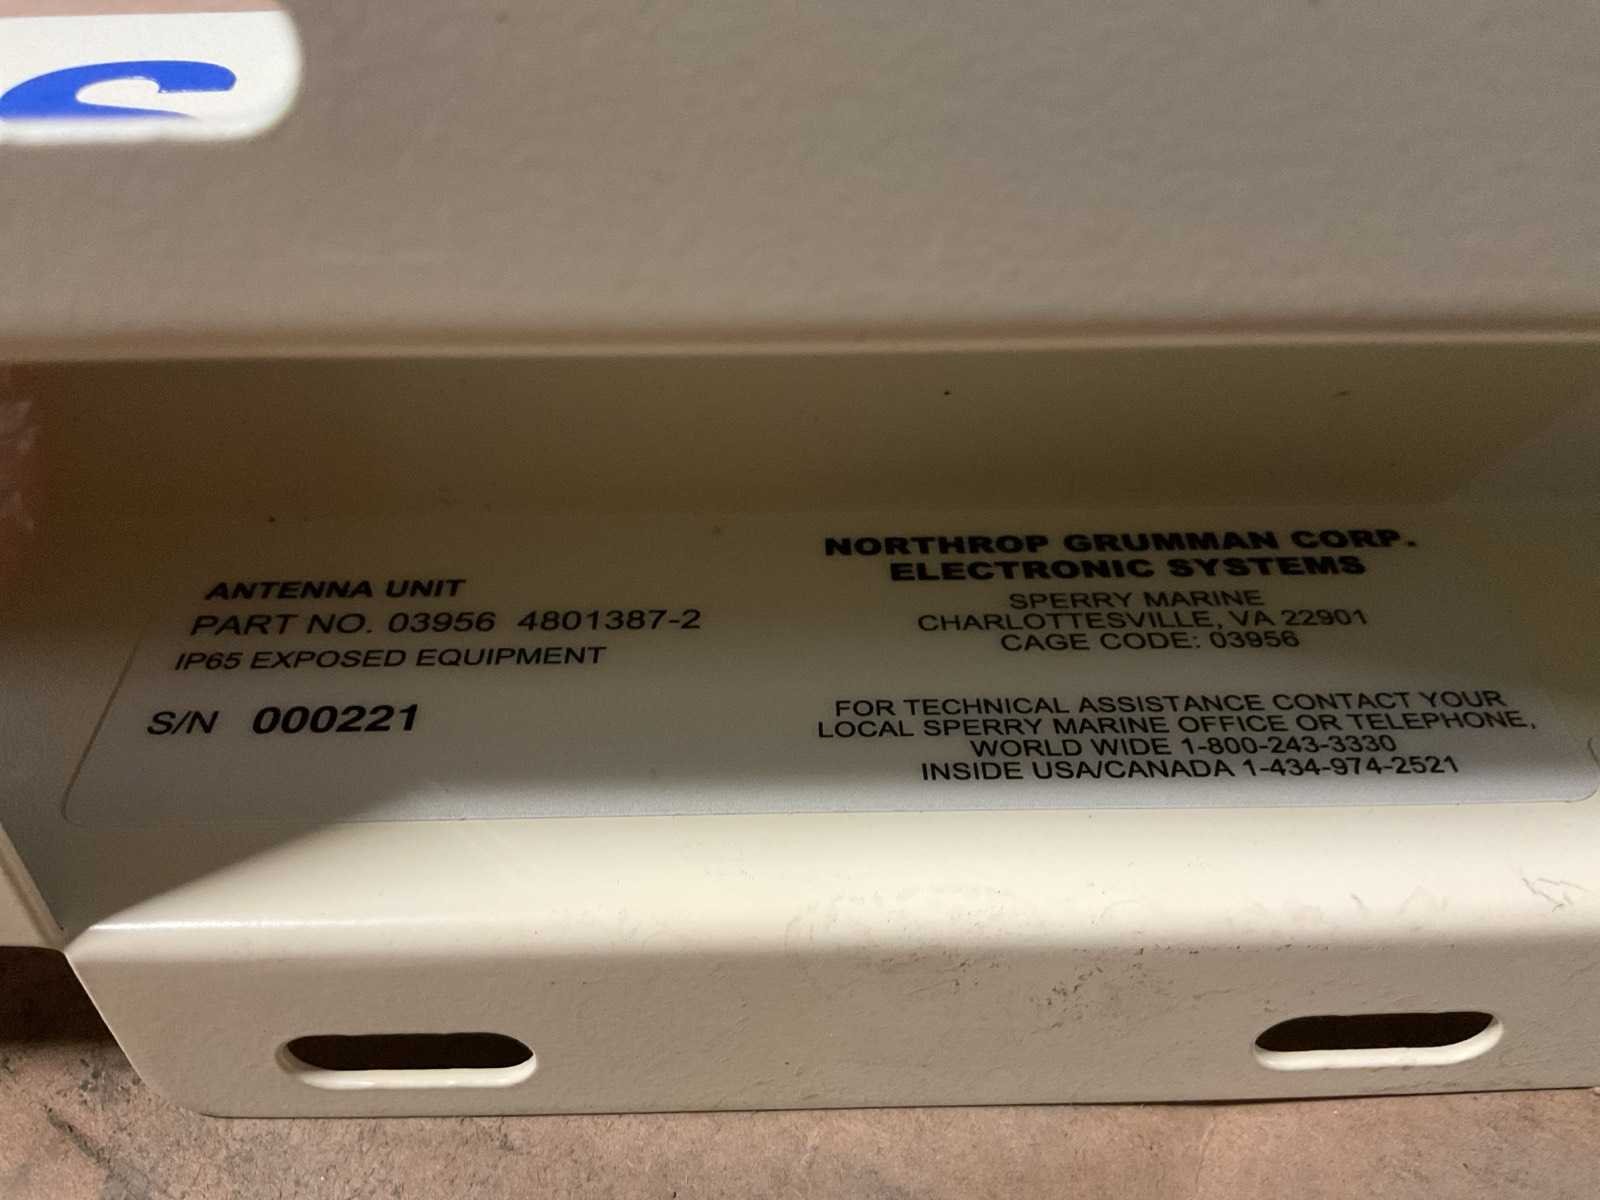 ANTENNA UNIT
PART NO. 03956 4801387-2
IP65 EXPOSED EQUIPMENT
S/N 000221
NORTHROP GRUMMAN CORP.
ELECTRONIC SYSTEMS
SPERRY MARINE
CHARLOTTESVILLE, VA 22901
CAGE CODE: 03956
FOR TECHNICAL ASSISTANCE CONTACT YOUR
LOCAL SPERRY MARINE OFFICE OR TELEPHONE,
WORLD WIDE 1-800-243-3330
INSIDE USA/CANADA 1-434-974-2521